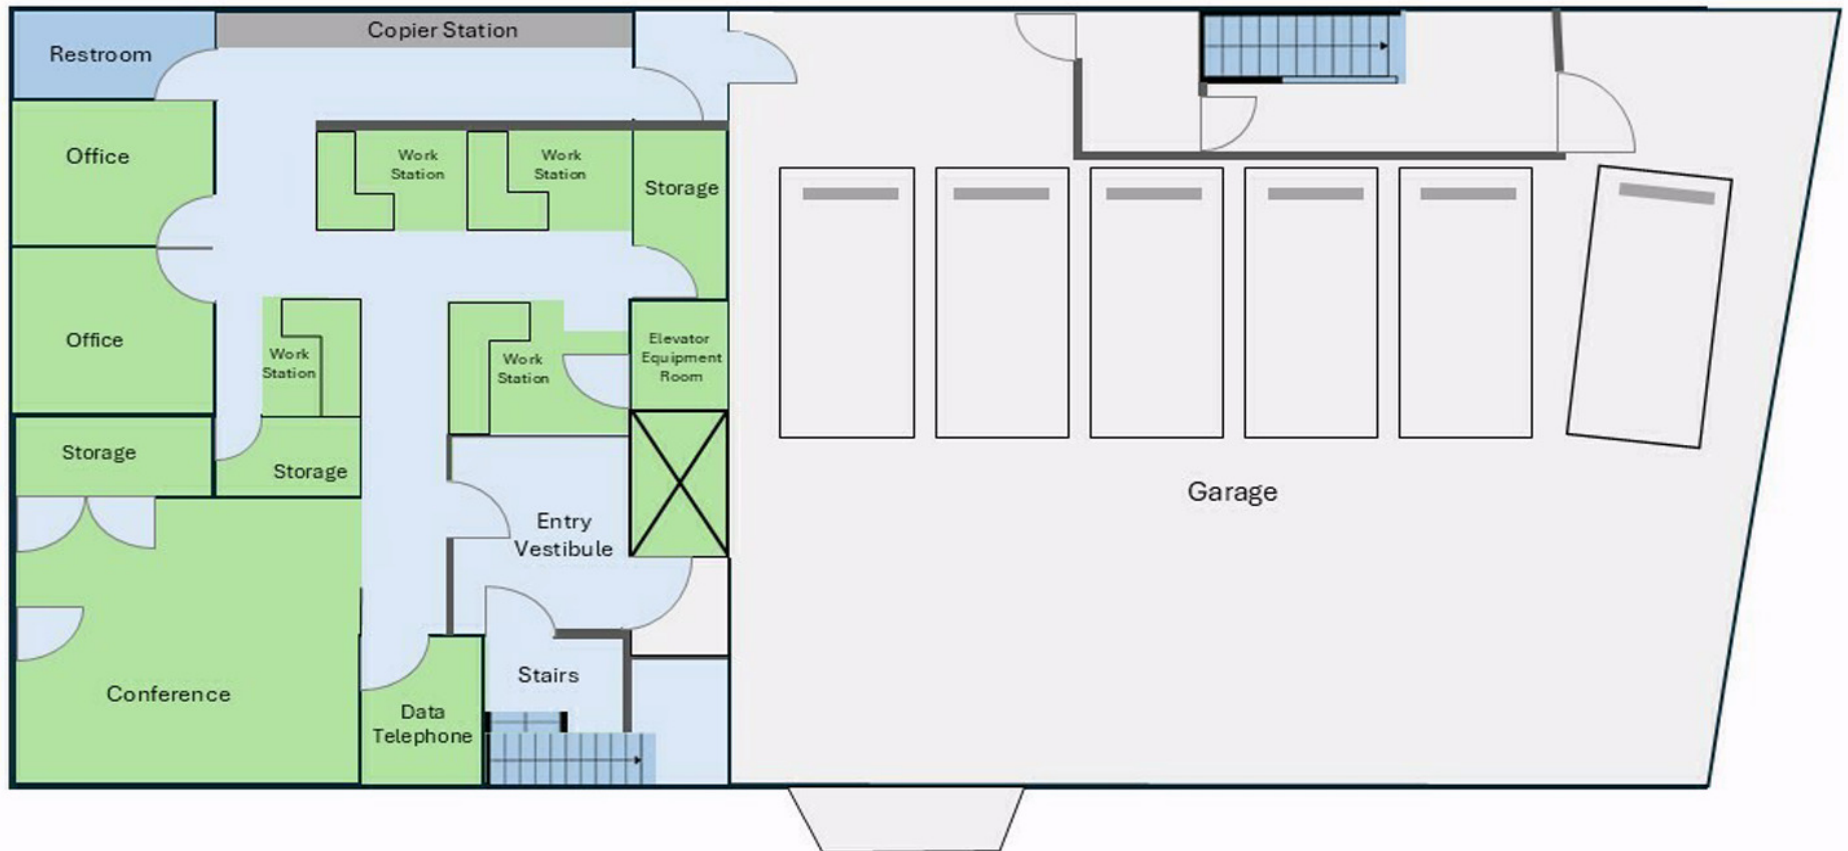 Copier Station
Restroom
Office
Work
Station
Work
Station
Storage
Office
Work
Station
Work
Station
Elevator
Equipment
Room
Storage
Storage
Garage
Entry
Vestibule
Stairs
Conference
Data
Telephone